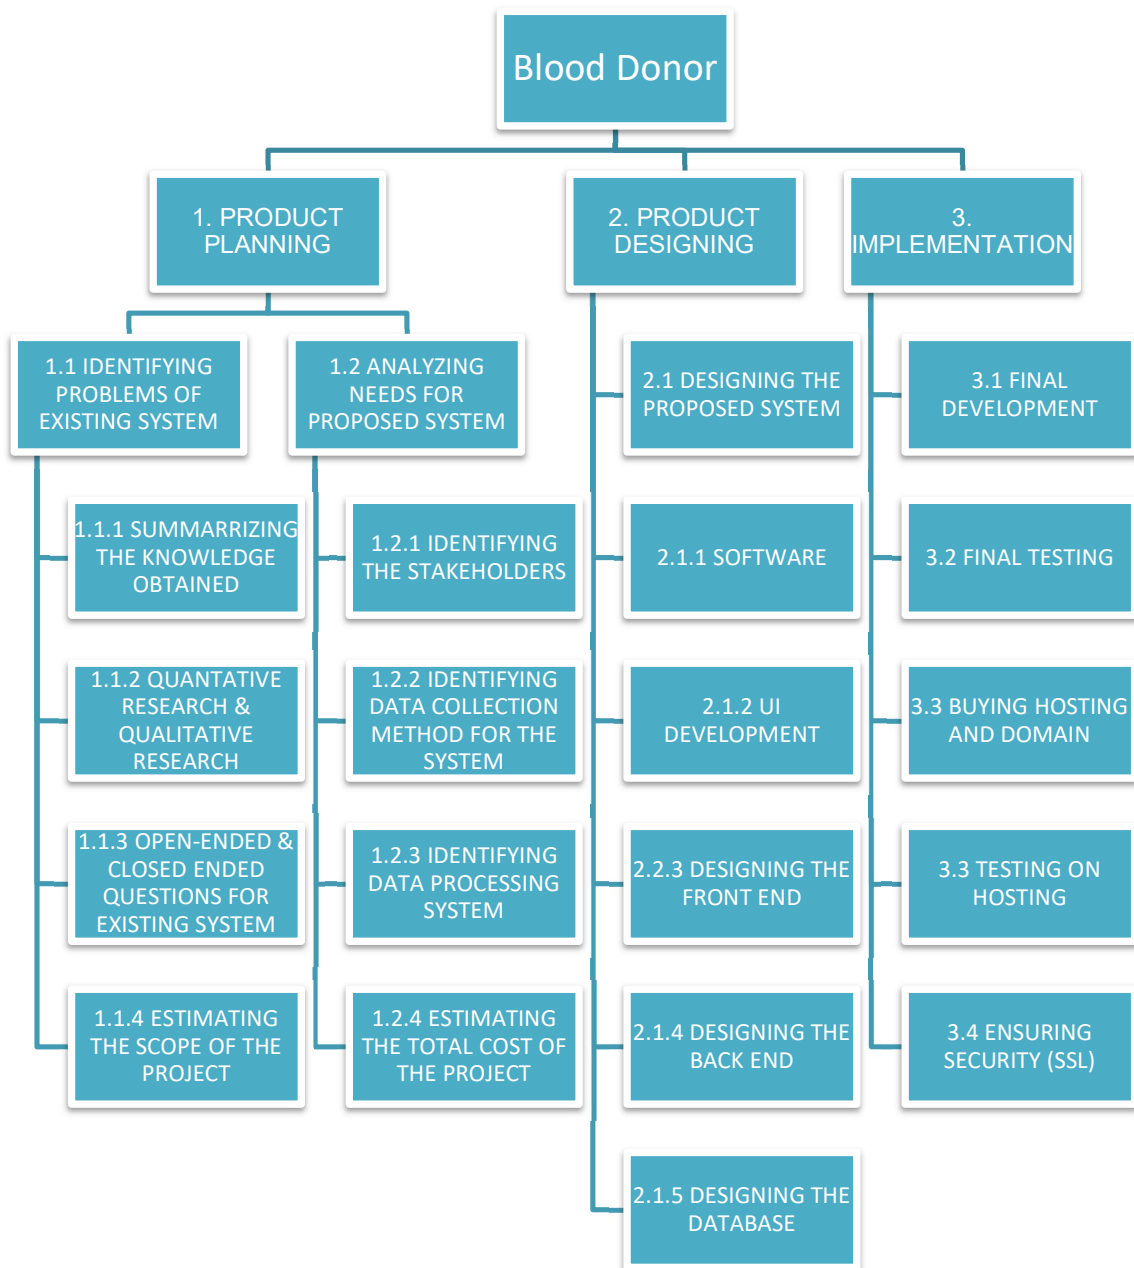 Blood Donor
1. PRODUCT
PLANNING
2. PRODUCT
DESIGNING
3.
IMPLEMENTATION
1.1 IDENTIFYING
PROBLEMS OF
EXISTING SYSTEM
1.2 ANALYZING
NEEDS FOR
PROPOSED SYSTEM
2.1 DESIGNING THE
PROPOSED SYSTEM
3.1 FINAL
DEVELOPMENT
1.1.1 SUMMARRIZING
THE KNOWLEDGE
OBTAINED
1.2.1 IDENTIFYING
THE STAKEHOLDERS
2.1.1 SOFTWARE
3.2 FINAL TESTING
1.1.2 QUANTATIVE
RESEARCH &
QUALITATIVE
RESEARCH
1.2.2 IDENTIFYING
DATA COLLECTION
METHOD FOR THE
SYSTEM
2.1.2 UI
DEVELOPMENT
3.3 BUYING HOSTING
AND DOMAIN
1.1.3 OPEN-ENDED &
CLOSED ENDED
QUESTIONS FOR
EXISTING SYSTEM
1.2.3 IDENTIFYING
DATA PROCESSING
SYSTEM
2.2.3 DESIGNING THE
FRONT END
3.3 TESTING ON
HOSTING
1.1.4 ESTIMATING
THE SCOPE OF THE
PROJECT
1.2.4 ESTIMATING
THE TOTAL COST OF
THE PROJECT
2.1.4 DESIGNING THE
BACK END
3.4 ENSURING
SECURITY (SSL)
2.1.5 DESIGNING THE
DATABASE